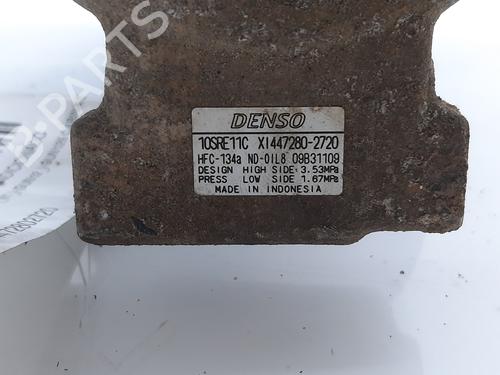 B-PARTS
DENSO
10SRE11C XI447280-2720
HFC-134a ND-OIL8 09B31109
DESIGN HIGH SIDE:3.53MPa
PRESS LOW SIDE 1.67MPa
MADE IN INDONESIA